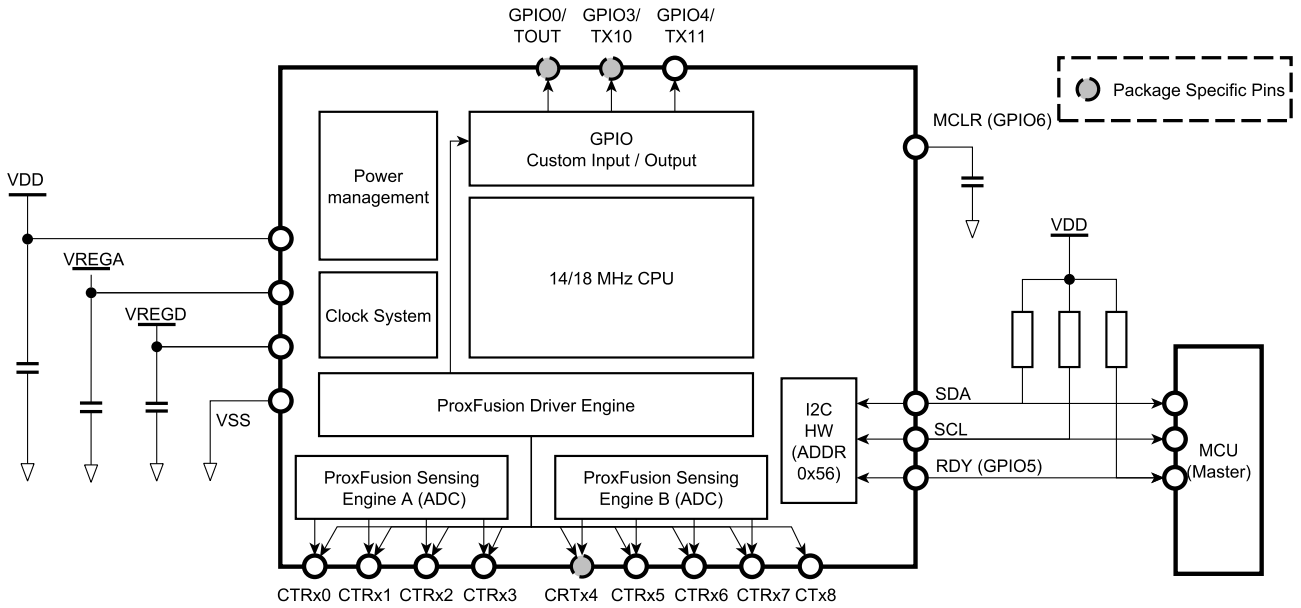 GPIO0/
TOUT
GPIO3/
TX10
GPIO4/
TX11
Package Specific Pins
MCLR (GPIO6)
GPIO
Custom Input / Output
Power
management
VDD
VREGA
VREGD
VSS
14/18 MHz CPU
Clock System
VDD
ProxFusion Driver Engine
I2C
HW
(ADDR
0x56)
SDA
SCL
RDY (GPIO5)
MCU
(Master)
ProxFusion Sensing
Engine A (ADC)
ProxFusion Sensing
Engine B (ADC)
CTRx0 CTRx1 CTRx2 CTRx3 CRTx4 CTRx5 CTRx6 CTRx7 CTx8